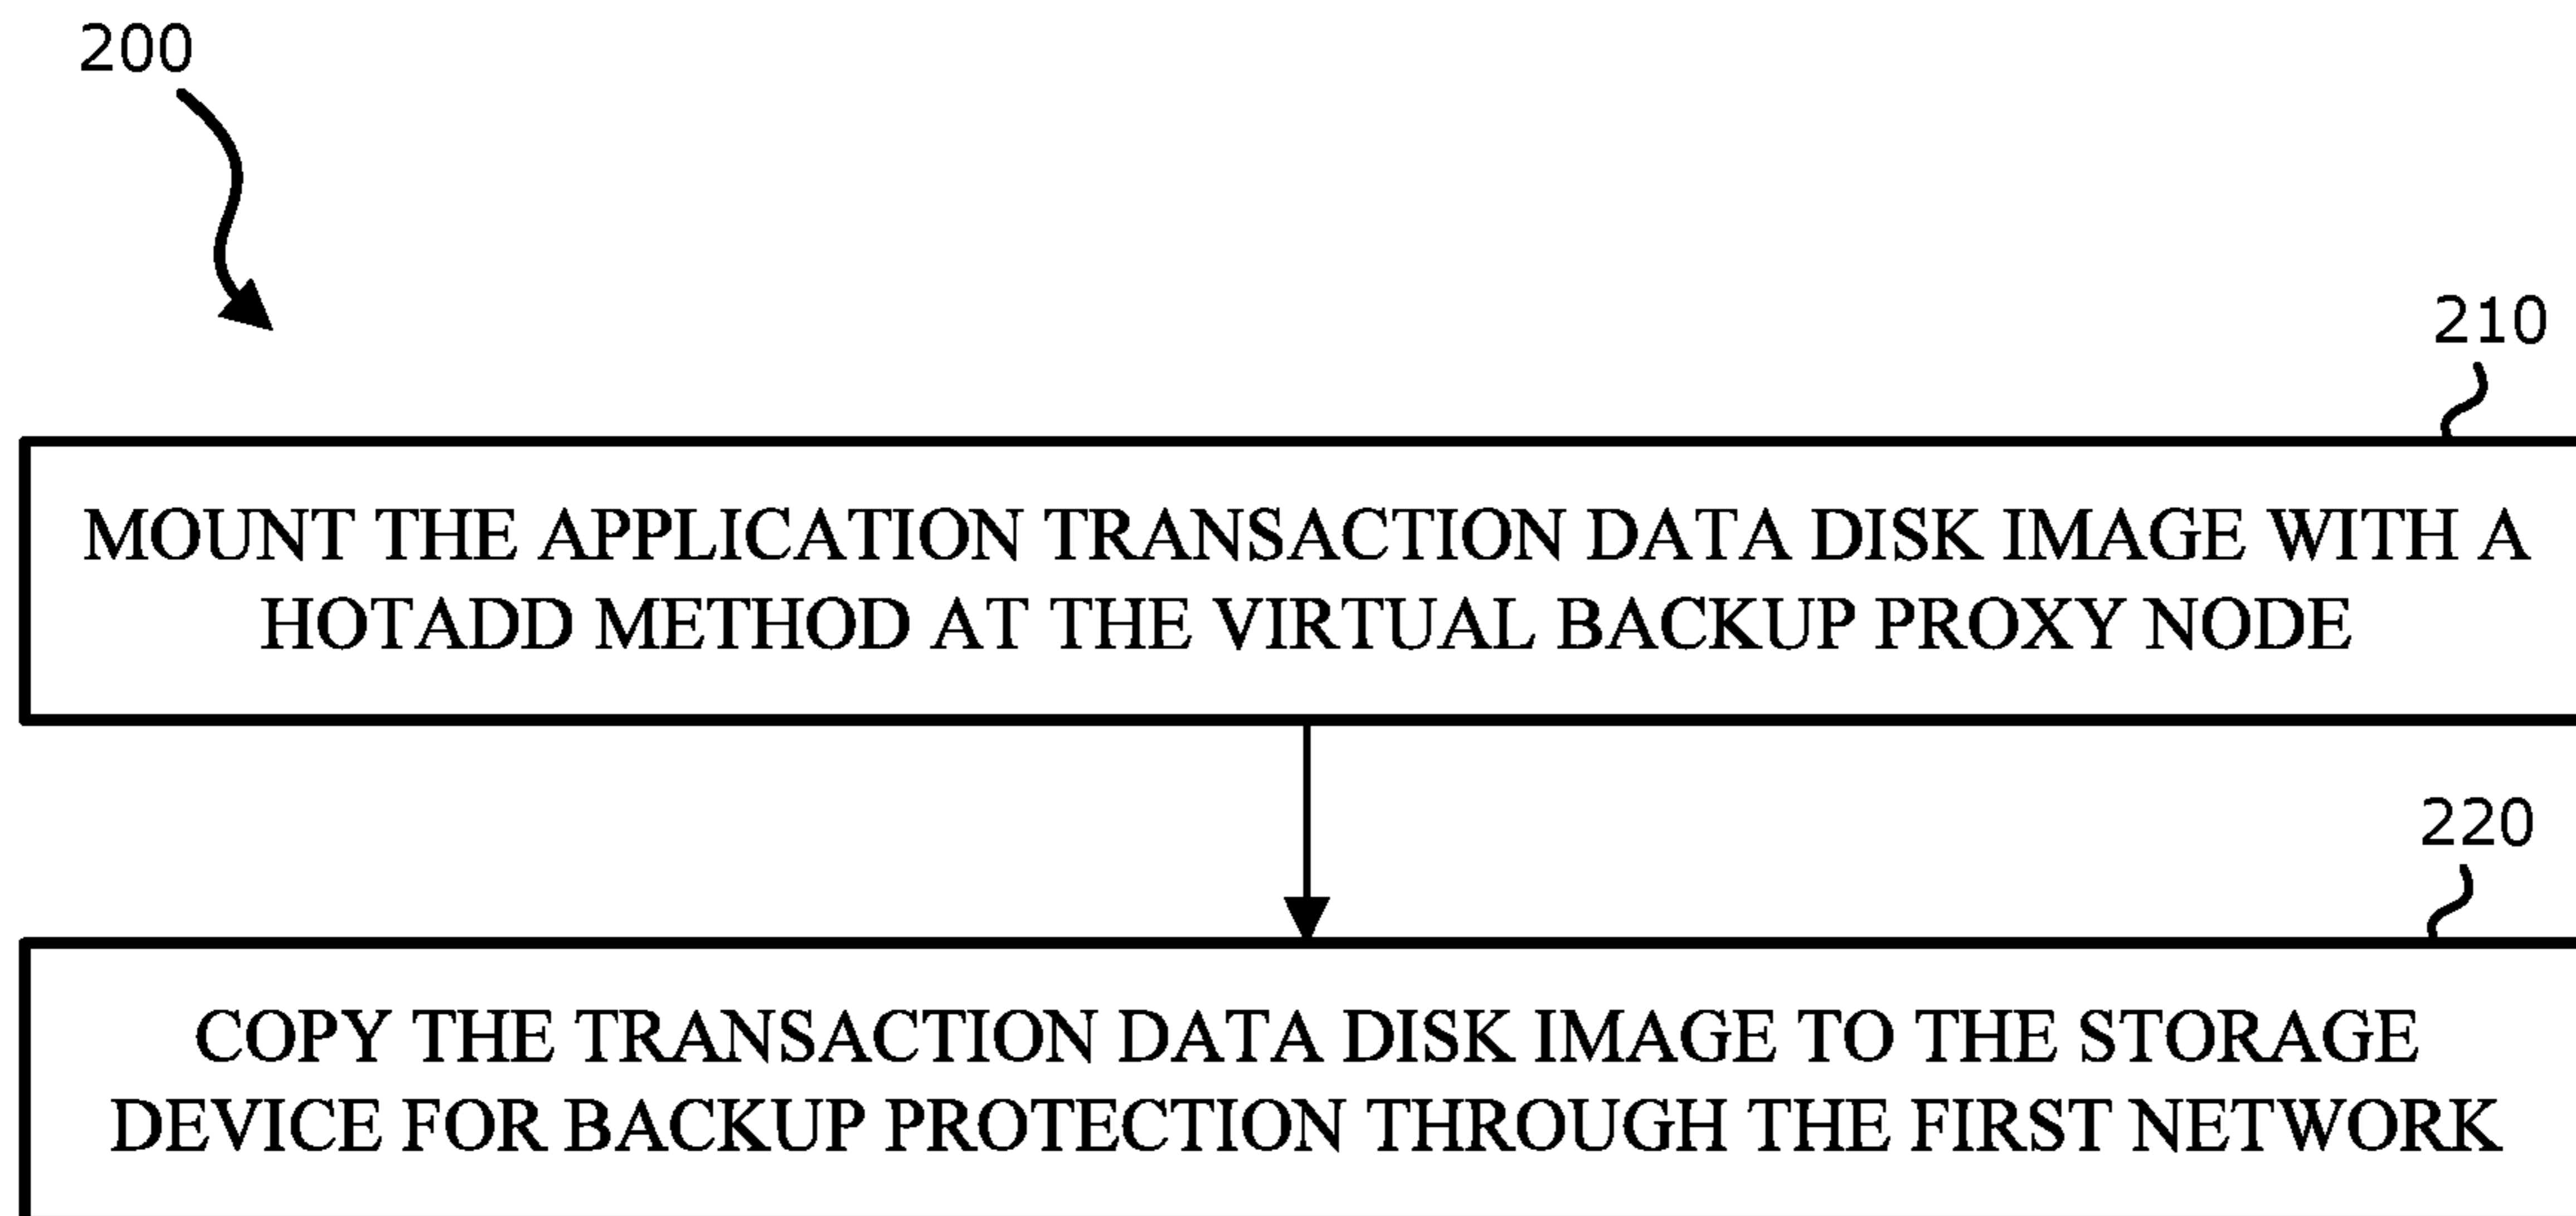 200
210
MOUNT THE APPLICATION TRANSACTION DATA DISK IMAGE WITH A
HOTADD METHOD AT THE VIRTUAL BACKUP PROXY NODE
220
COPY THE TRANSACTION DATA DISK IMAGE TO THE STORAGE
DEVICE FOR BACKUP PROTECTION THROUGH THE FIRST NETWORK